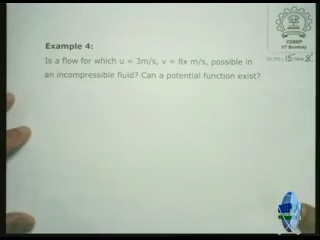 CDEEP
IIT Bombay
Example 4:
Is a flow for which u = 3m/s, v = 8x m/s, possible in
an incompressible fluid? Can a potential function exist?